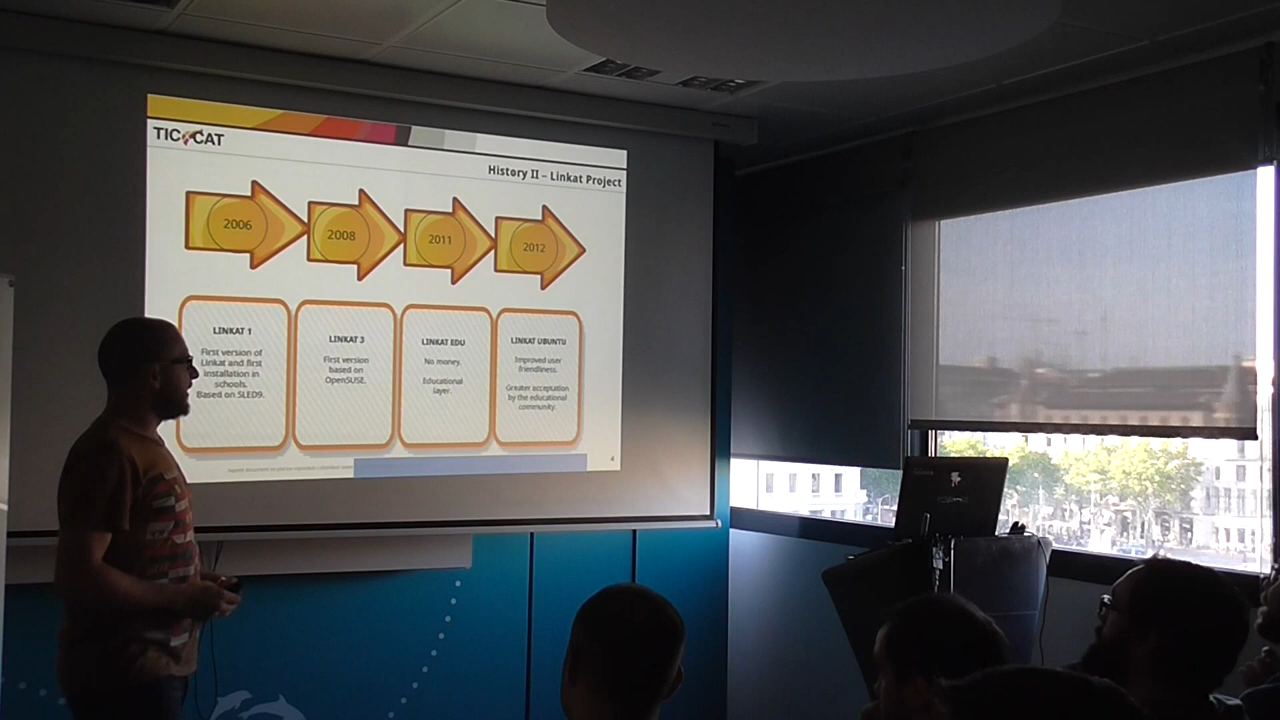 TIC CAT
History II – Linkat Project
2006
2008
2011
2012
LINKAT 1
First version of
Linkat and first
installation in
schools.
Based on SLED9.
LINKAT 3
First version
based on
OpenSUSE.
LINKAT EDU
No money.
Educational
layer.
LINKAT UBUNTU
Improved user
friendliness.
Greater acceptation
by the educational
community.
4